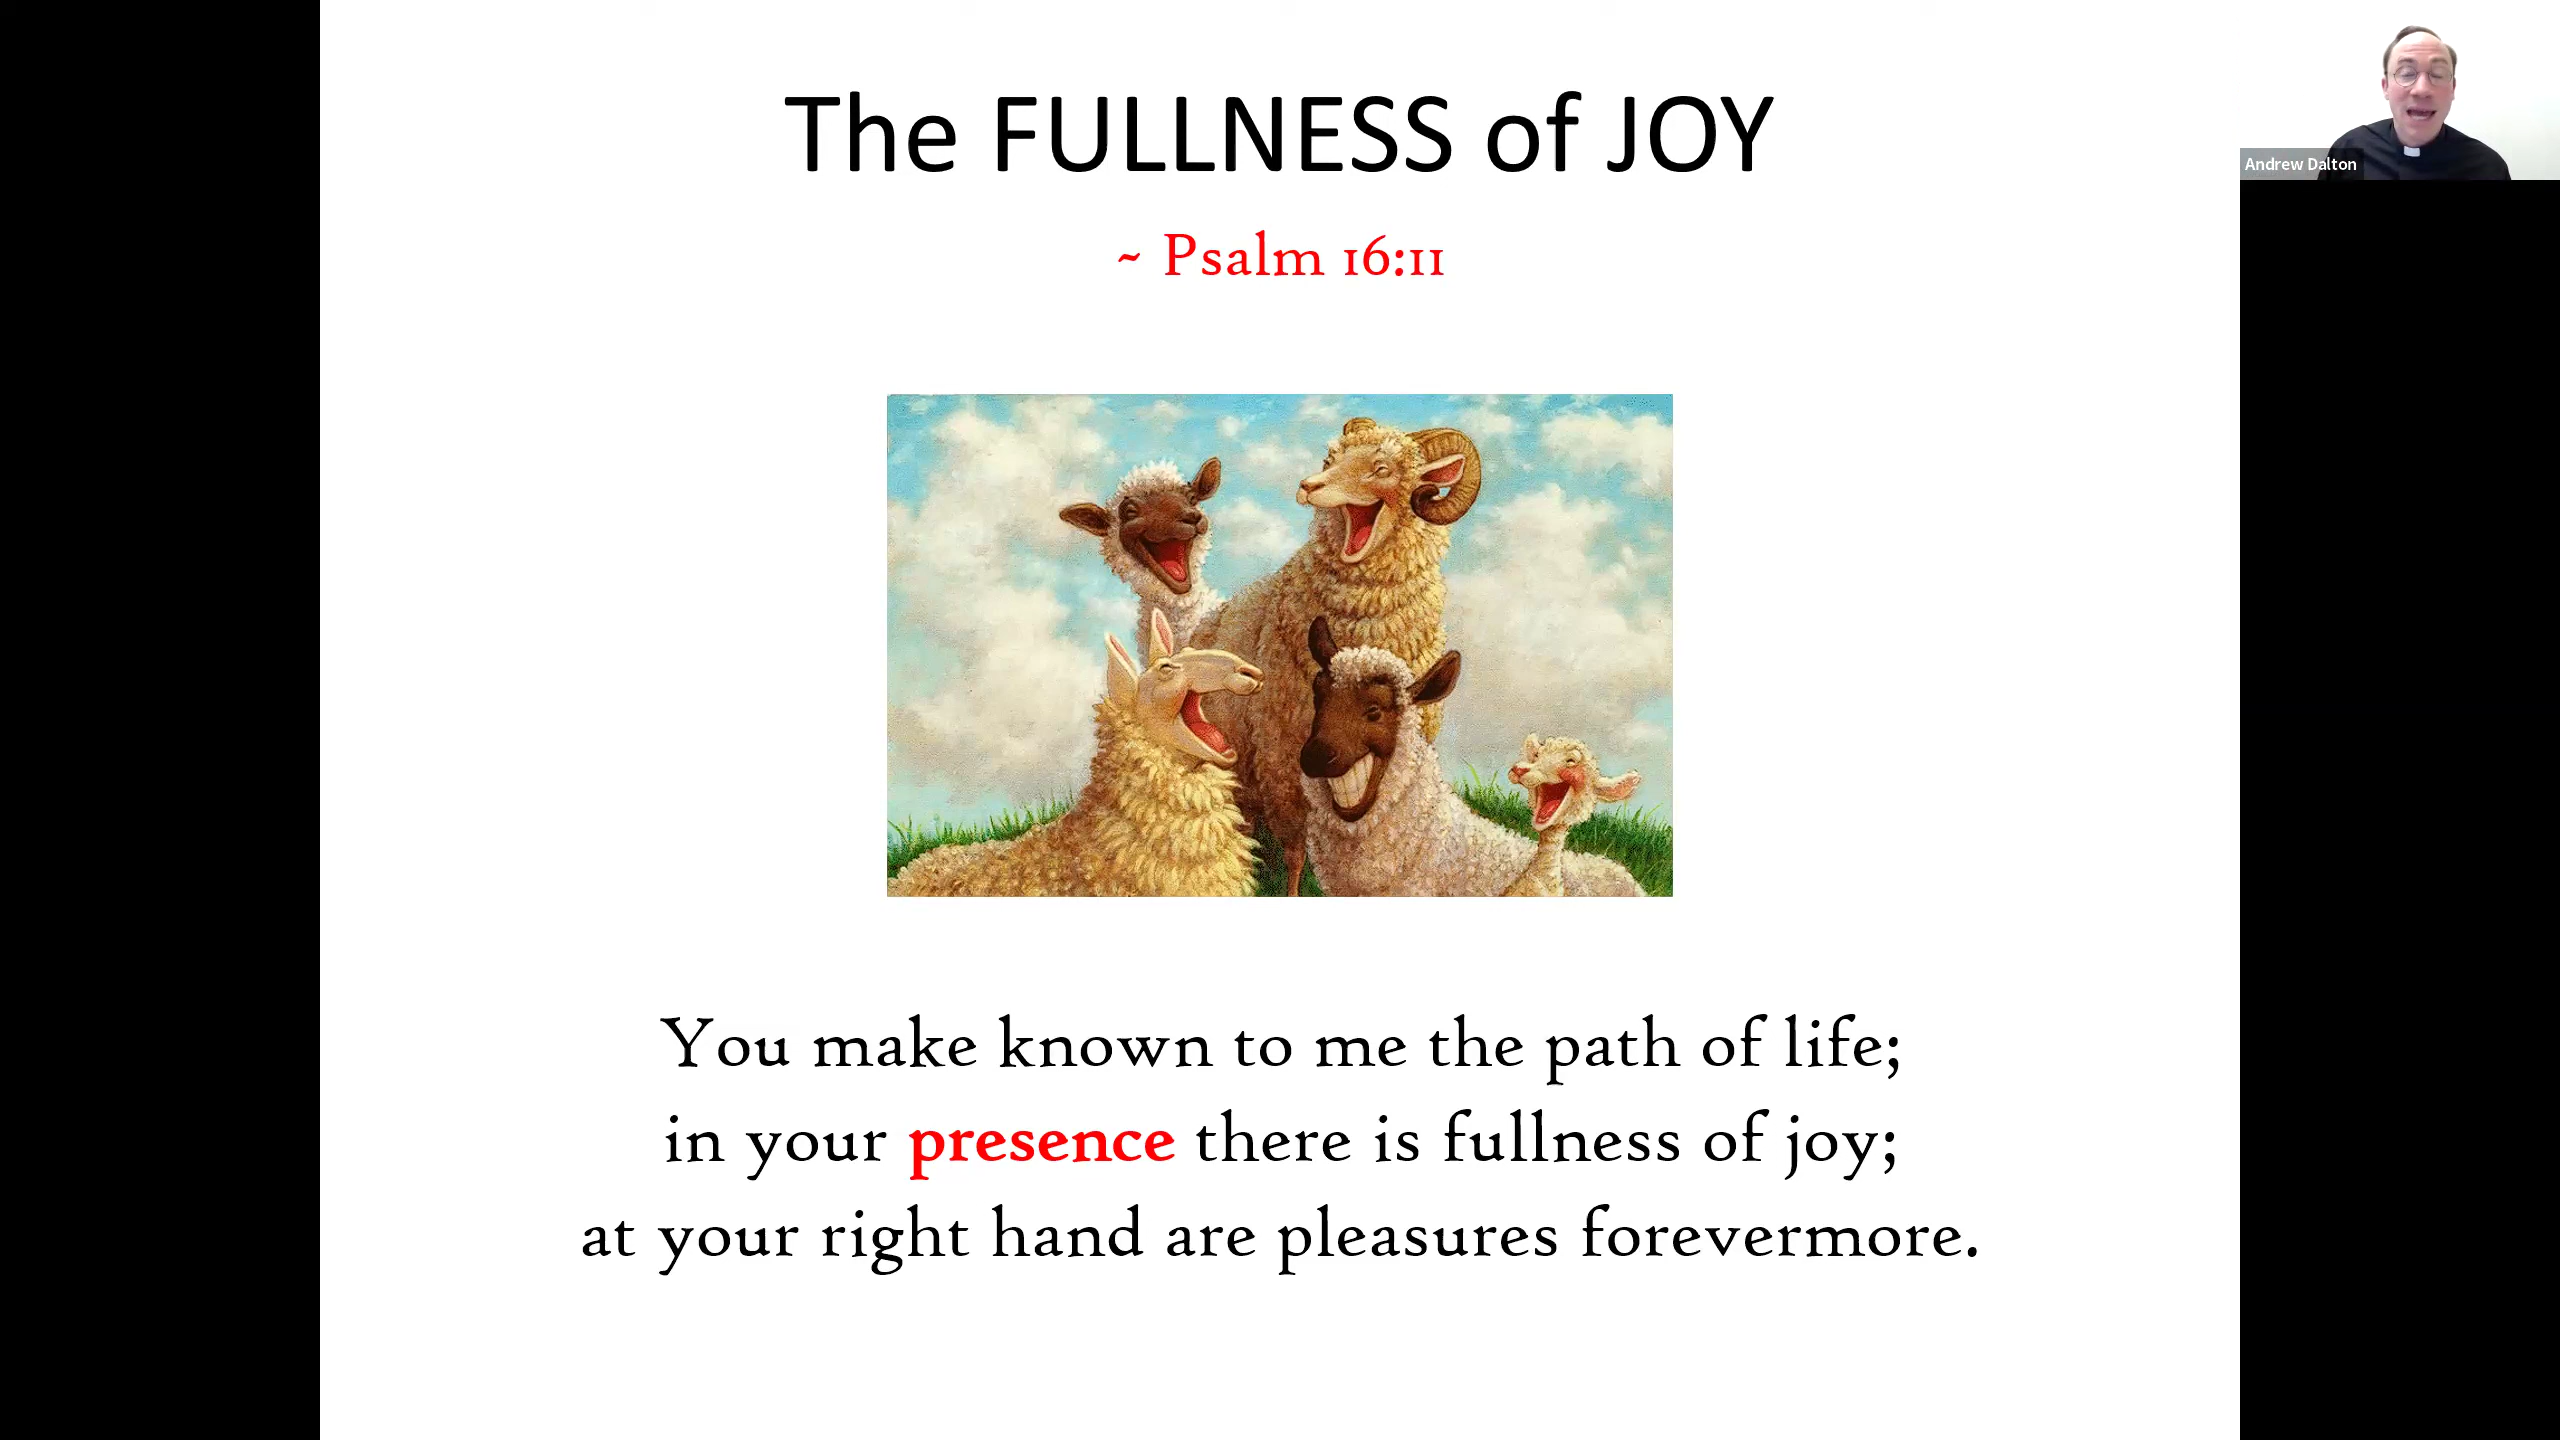 The FULLNESS of JOY
Andrew Dalton
~ Psalm 16:11
You make known to me the path of life;
in your presence there is fullness of joy;
at your right hand are pleasures forevermore.